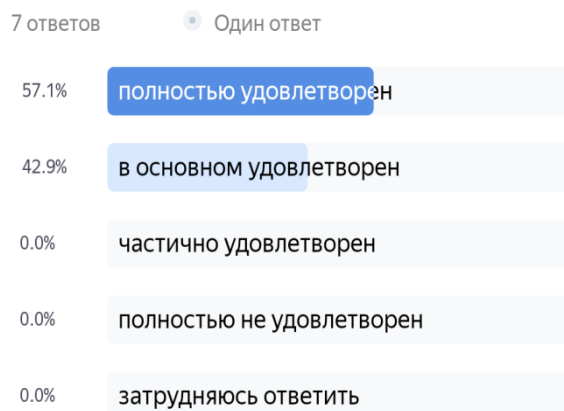 7 ответов Один ответ
57.1% полностью удовлетворен
42.9% в основном удовлетворен
0.0% частично удовлетворен
0.0% полностью не удовлетворен
0.0% затрудняюсь ответить